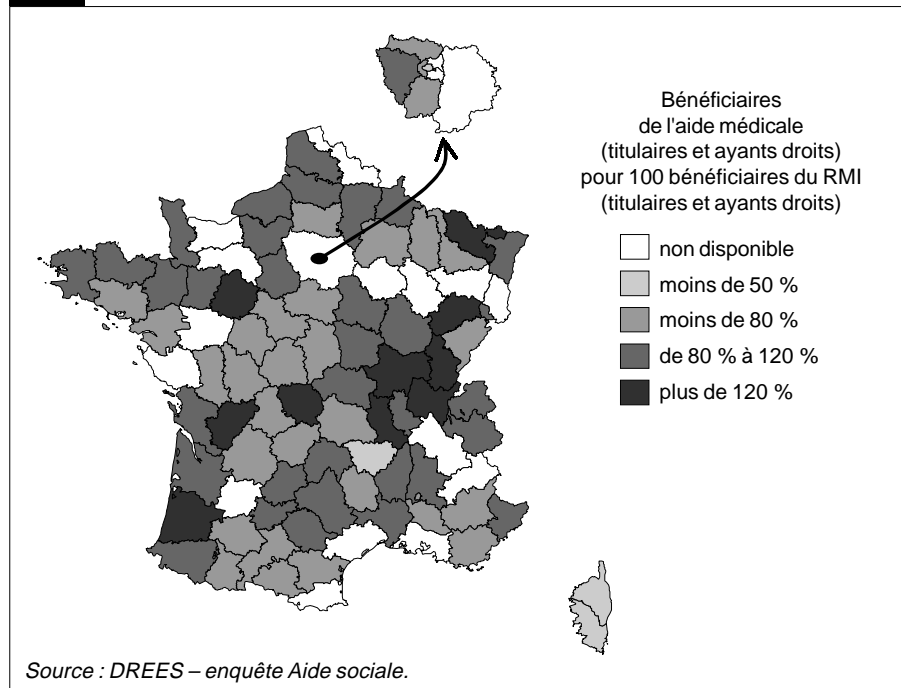 Bénéficiaires
de l'aide médicale
(titulaires et ayants droits)
pour 100 bénéficiaires du RMI
(titulaires et ayants droits)
non disponible
moins de 50 %
moins de 80 %
de 80 % à 120 %
plus de 120 %
Source : DREES – enquête Aide sociale.